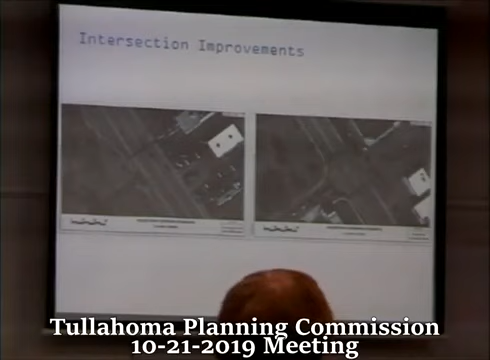 Intersection Improvements
Tullahoma Planning Commission
10-21-2019 Meeting